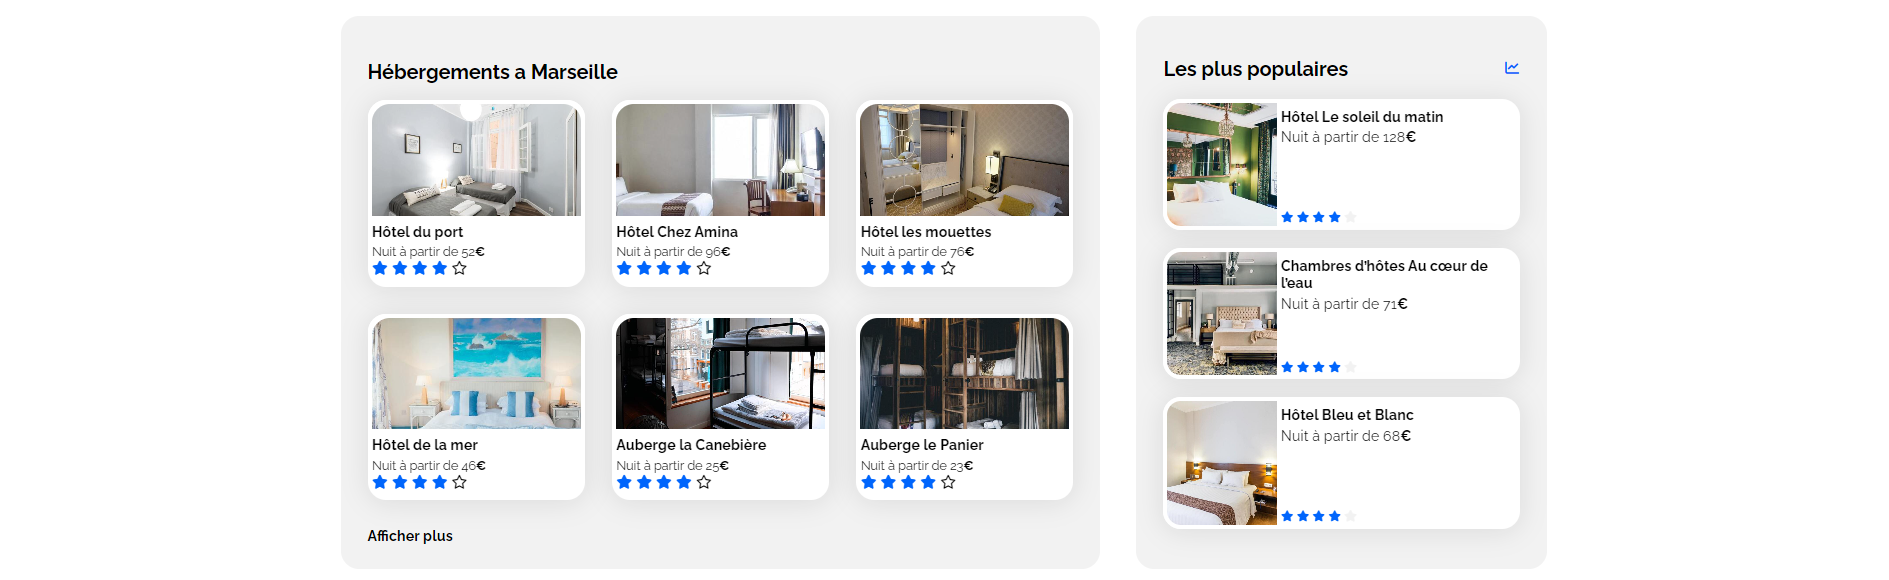 Hébergements a Marseille
Hôtel du port
Nuit à partir de 52€
Hôtel Chez Amina
Nuit à partir de 96€
Hôtel les mouettes
Nuit à partir de 76€
Hôtel de la mer
Nuit à partir de 46€
Auberge la Canebière
Nuit à partir de 25€
Auberge le Panier
Nuit à partir de 23€
Afficher plus
Les plus populaires
Hôtel Le soleil du matin
Nuit à partir de 128€
Chambres d'hôtes Au cœur de
l'eau
Nuit à partir de 71€
Hôtel Bleu et Blanc
Nuit à partir de 68€